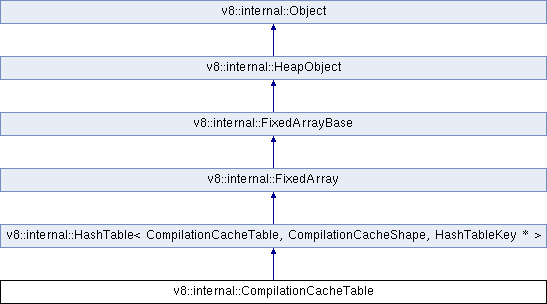 v8::internal::Object
v8::internal::HeapObject
v8::internal::FixedArrayBase
v8::internal::FixedArray
v8::internal::HashTable< CompilationCacheTable, CompilationCacheShape, HashTableKey * >
v8::internal::CompilationCacheTable